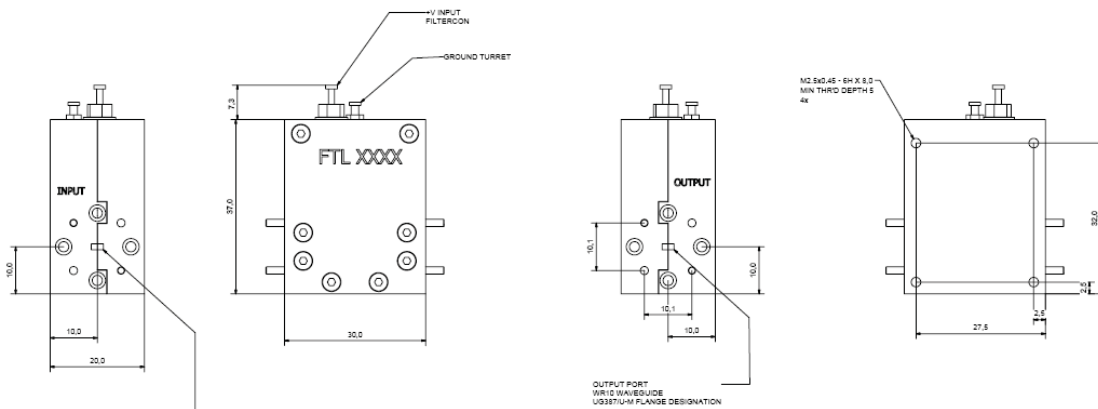 +V INPUT
FILTERCON
GROUND TURRET
7,3
INPUT
FTL XXXX
37,0
10,0
10,0
20,0
30,0
M2.5x0.45 - 6H X 8,0
MIN THR'D DEPTH 5
4x
OUTPUT
10,1
10,1
10,0
10,0
32,0
2,5
2,5
27,5
OUTPUT PORT
WR10 WAVEGUIDE
UG387/U-M FLANGE DESIGNATION